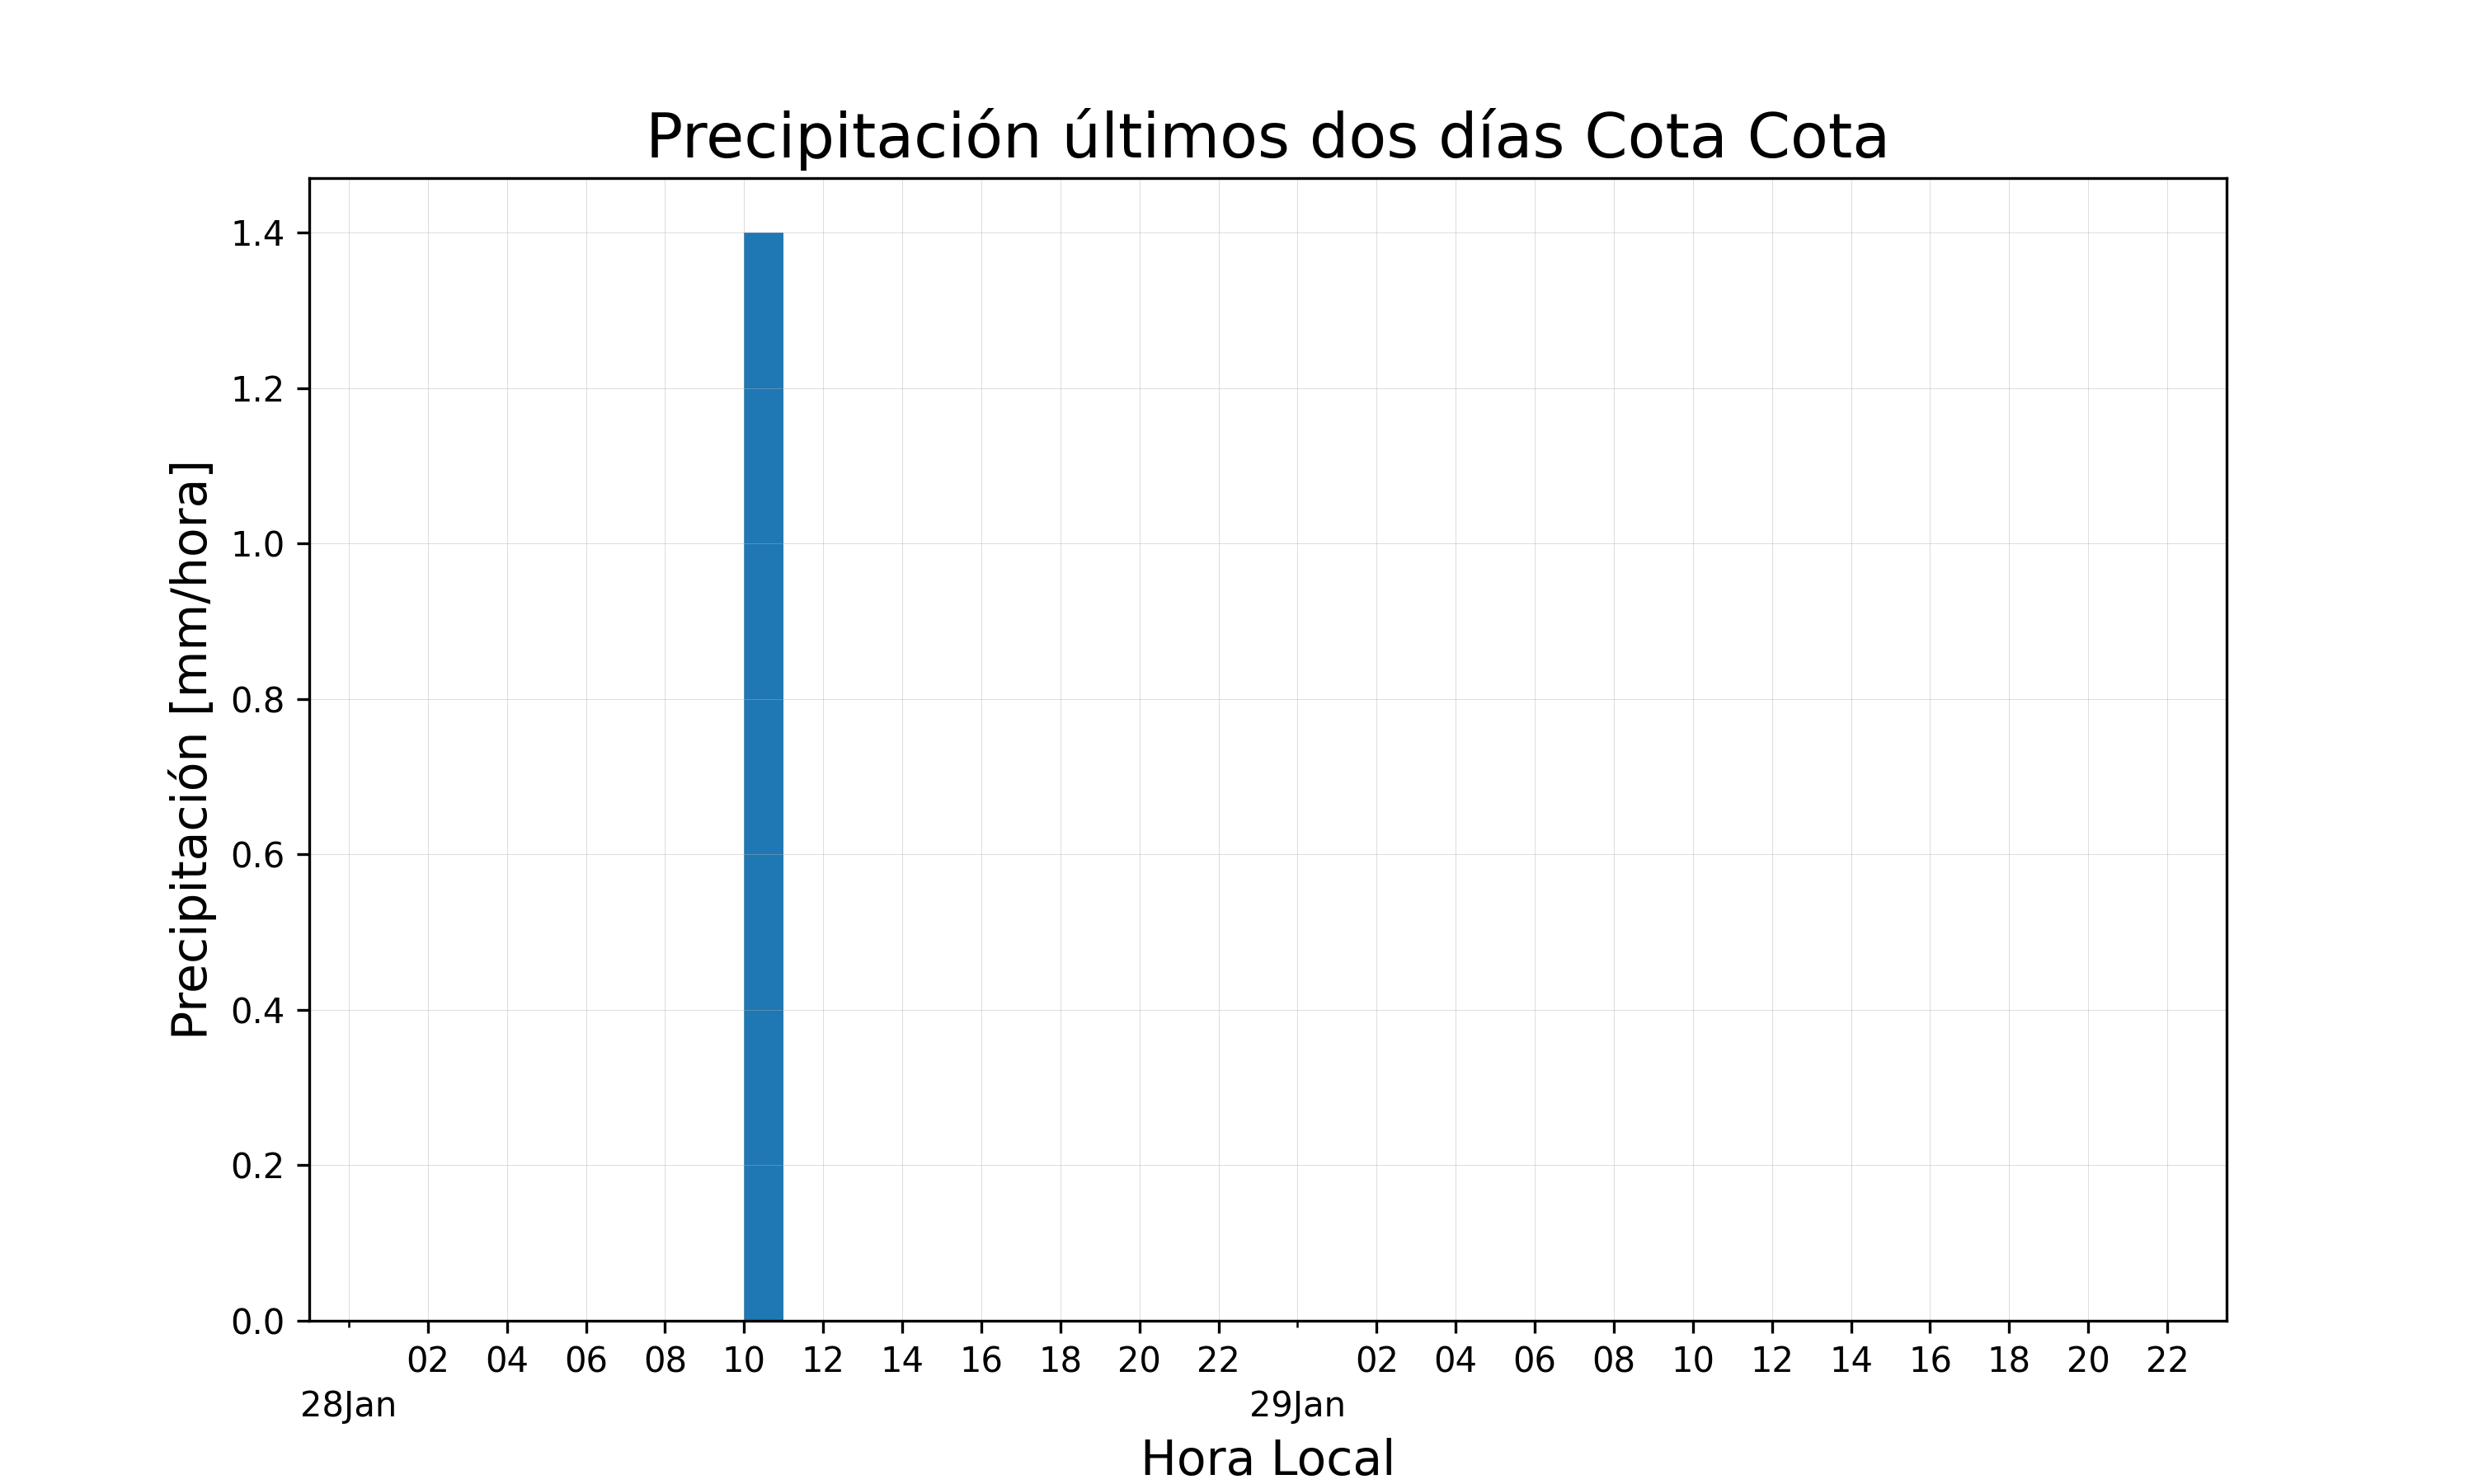 Precipitación últimos dos días Cota Cota
Precipitación [mm/hora]
1.4
1.2
1.0
0.8
0.6
0.4
0.2
0.0
02 04 06 08 10 12 14 16 18 20 22 02 04 06 08 10 12 14 16 18 20 22
28Jan 29Jan
Hora Local